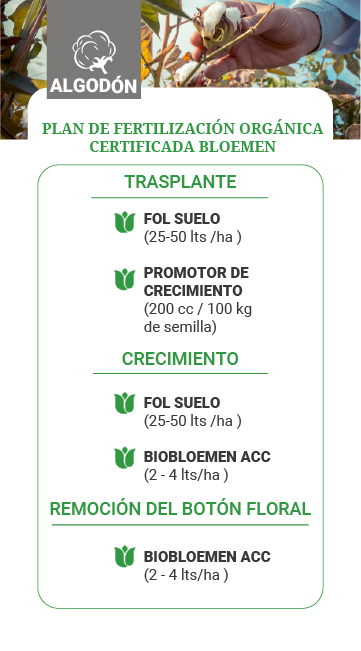 ALGODÓN
PLAN DE FERTILIZACIÓN ORGÁNICA
CERTIFICADA BLOEMEN
TRASPLANTE
FOL SUELO
(25-50 lts /ha )
PROMOTOR DE
CRECIMIENTO
(200 cc / 100 kg
de semilla)
CRECIMIENTO
FOL SUELO
(25-50 lts /ha )
BIOBLOEMEN ACC
(2 - 4 lts/ha )
REMOCIÓN DEL BOTÓN FLORAL
BIOBLOEMEN ACC
(2 - 4 lts/ha )